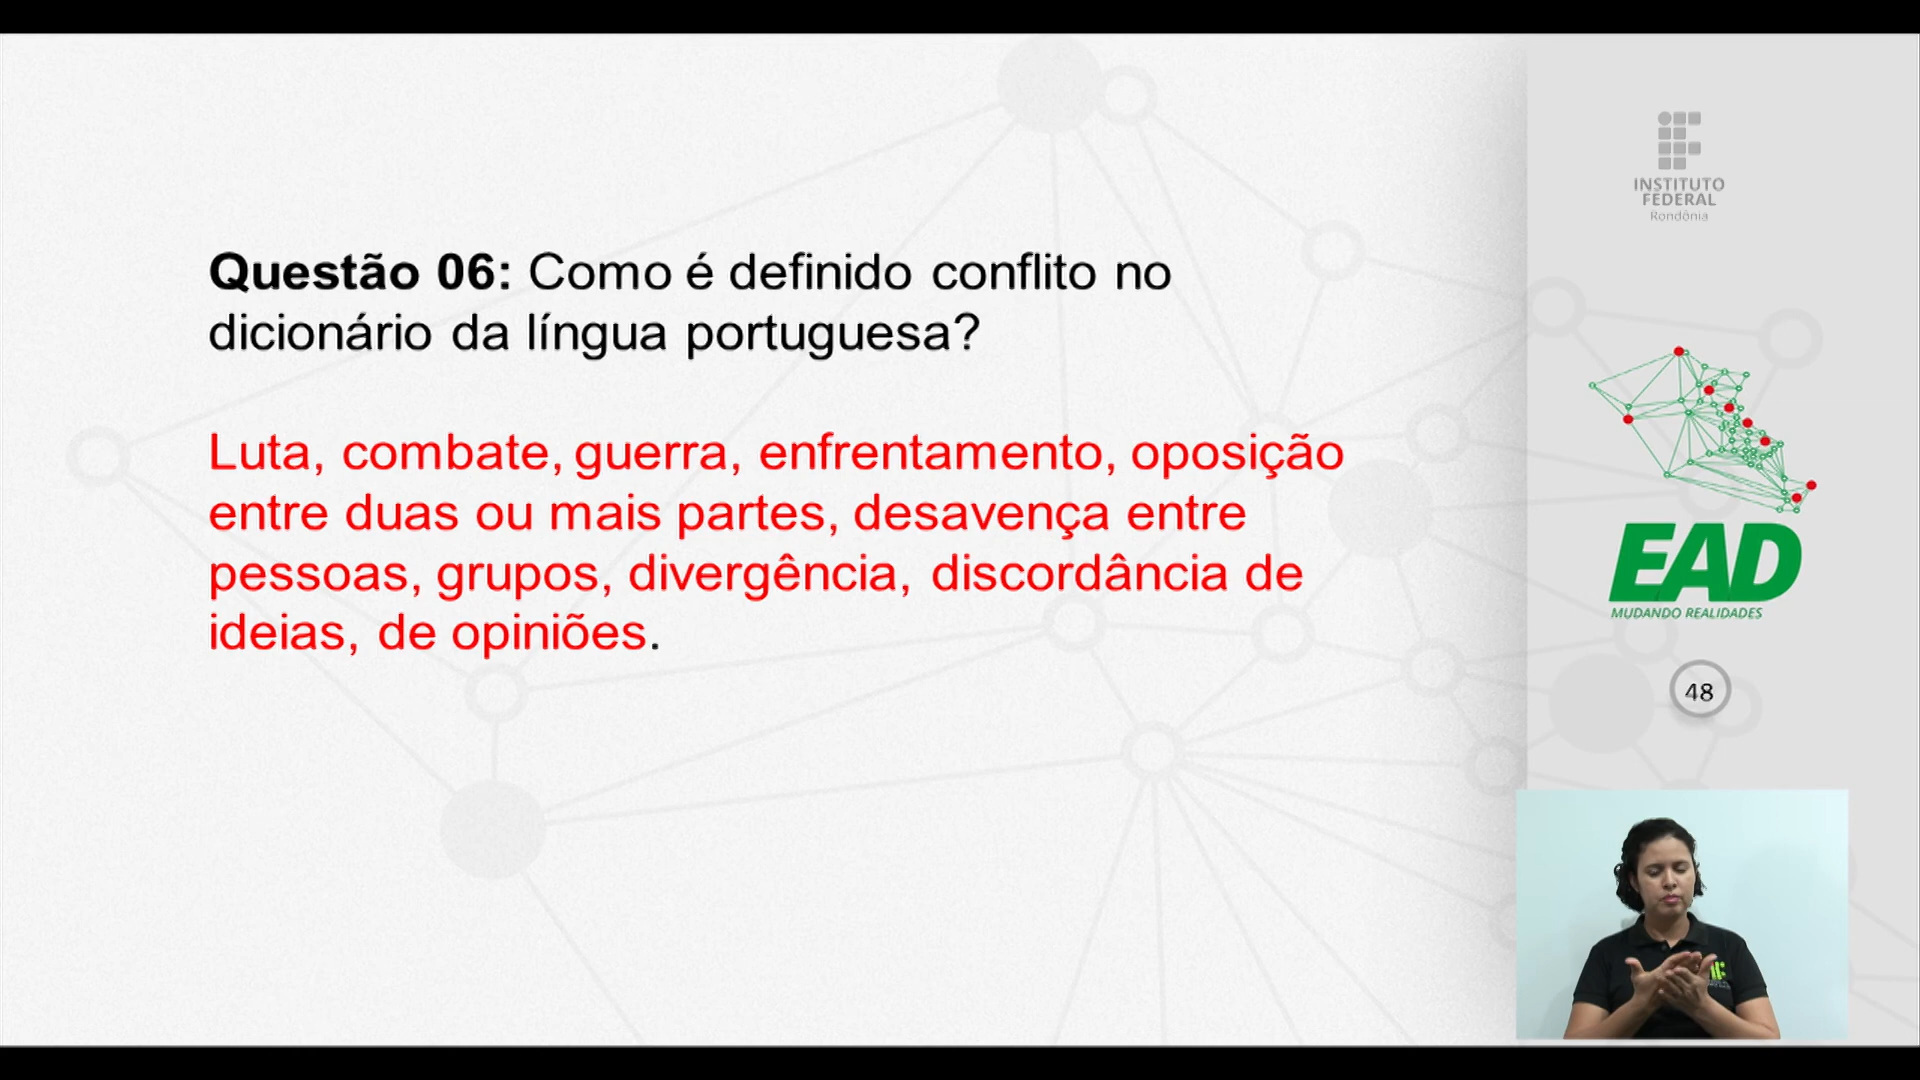 Questão 06: Como é definido conflito no
dicionário da língua portuguesa?
Luta, combate, guerra, enfrentamento, oposição
entre duas ou mais partes, desavença entre
pessoas, grupos, divergência, discordância de
ideias, de opiniões.
INSTITUTO
FEDERAL
Rondônia
EAD
MUDANDO REALIDADES
48